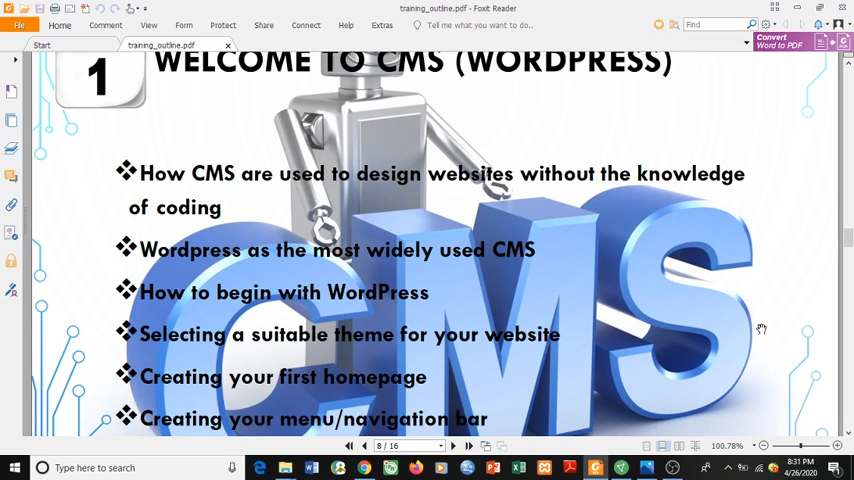 training_outline.pdf - Foxit Reader
File Home Comment View Form Protect Share Connect Help Extras Tell me what you want to do... Find
Start training_outline.pdf
Convert
Word to PDF
1 WELCOME TO CMS (WORDPRESS)
How CMS are used to design websites without the knowledge
of coding
Wordpress as the most widely used CMS
How to begin with WordPress
Selecting a suitable theme for your website
Creating your first homepage
Creating your menu/navigation bar
CMS
8 / 16 100.78%
Type here to search
8:31 PM
4/26/2020